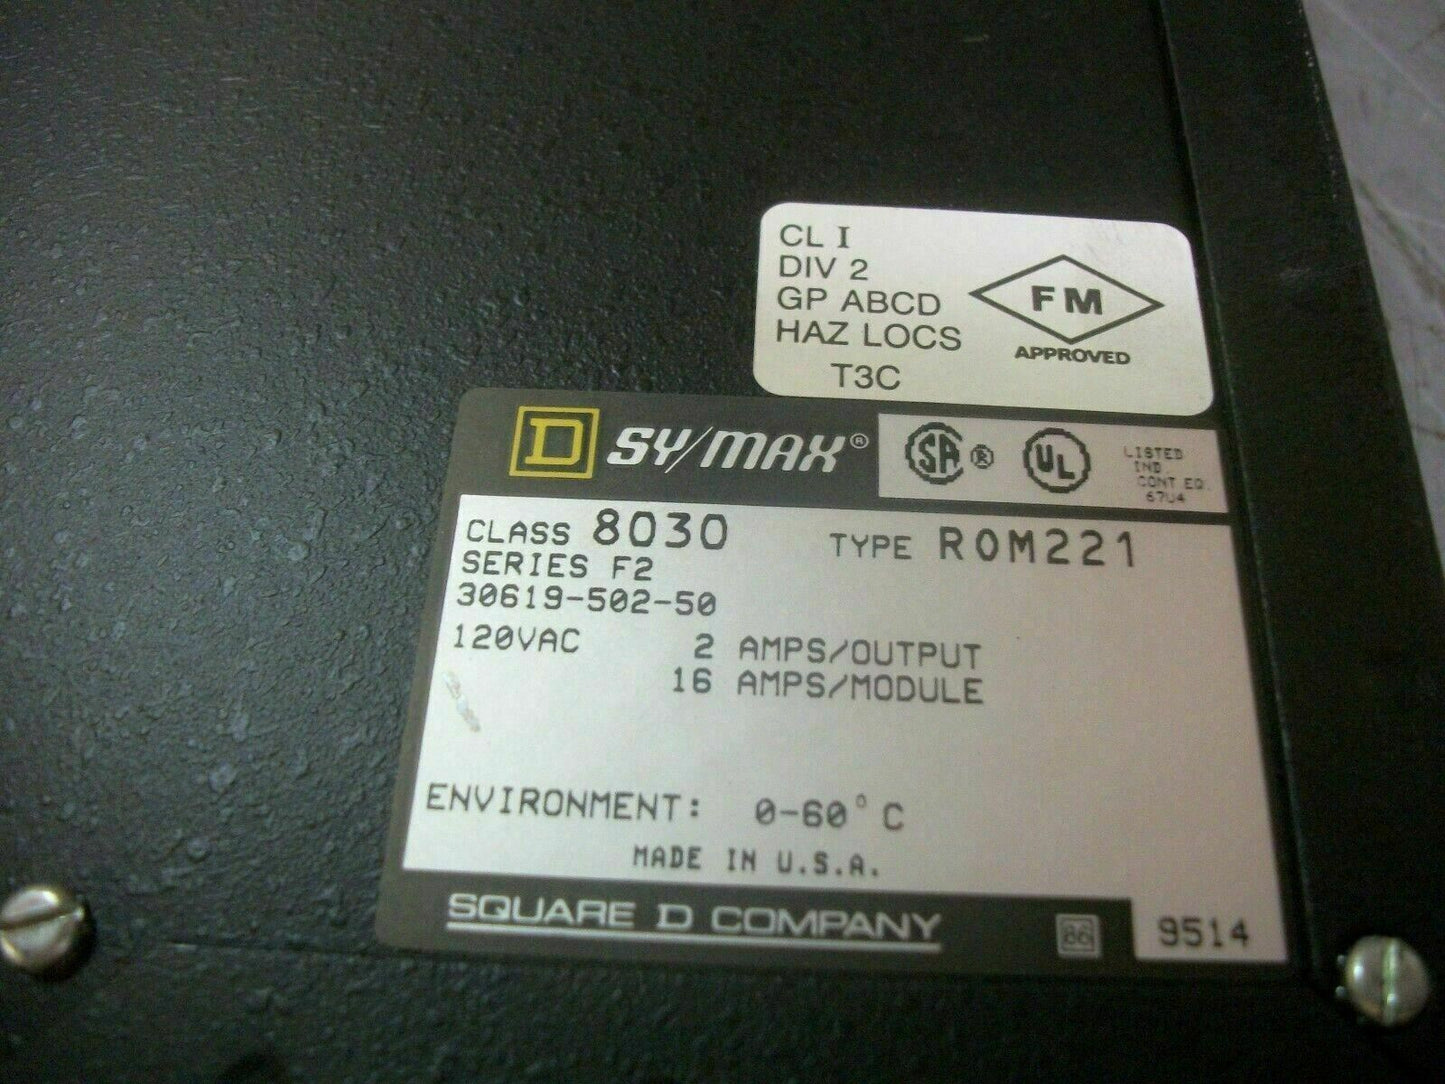 CL I
DIV 2
GP ABCD
HAZ LOCS
T3C
FM
APPROVED
D SY/MAX®
SA ®
UL
LISTED
IND.
CONT EQ.
67U4
CLASS 8030 TYPE ROM221
SERIES F2
30619-502-50
120VAC 2 AMPS/OUTPUT
16 AMPS/MODULE
ENVIRONMENT: 0-60°C
MADE IN U.S.A.
SQUARE D COMPANY
86
9514